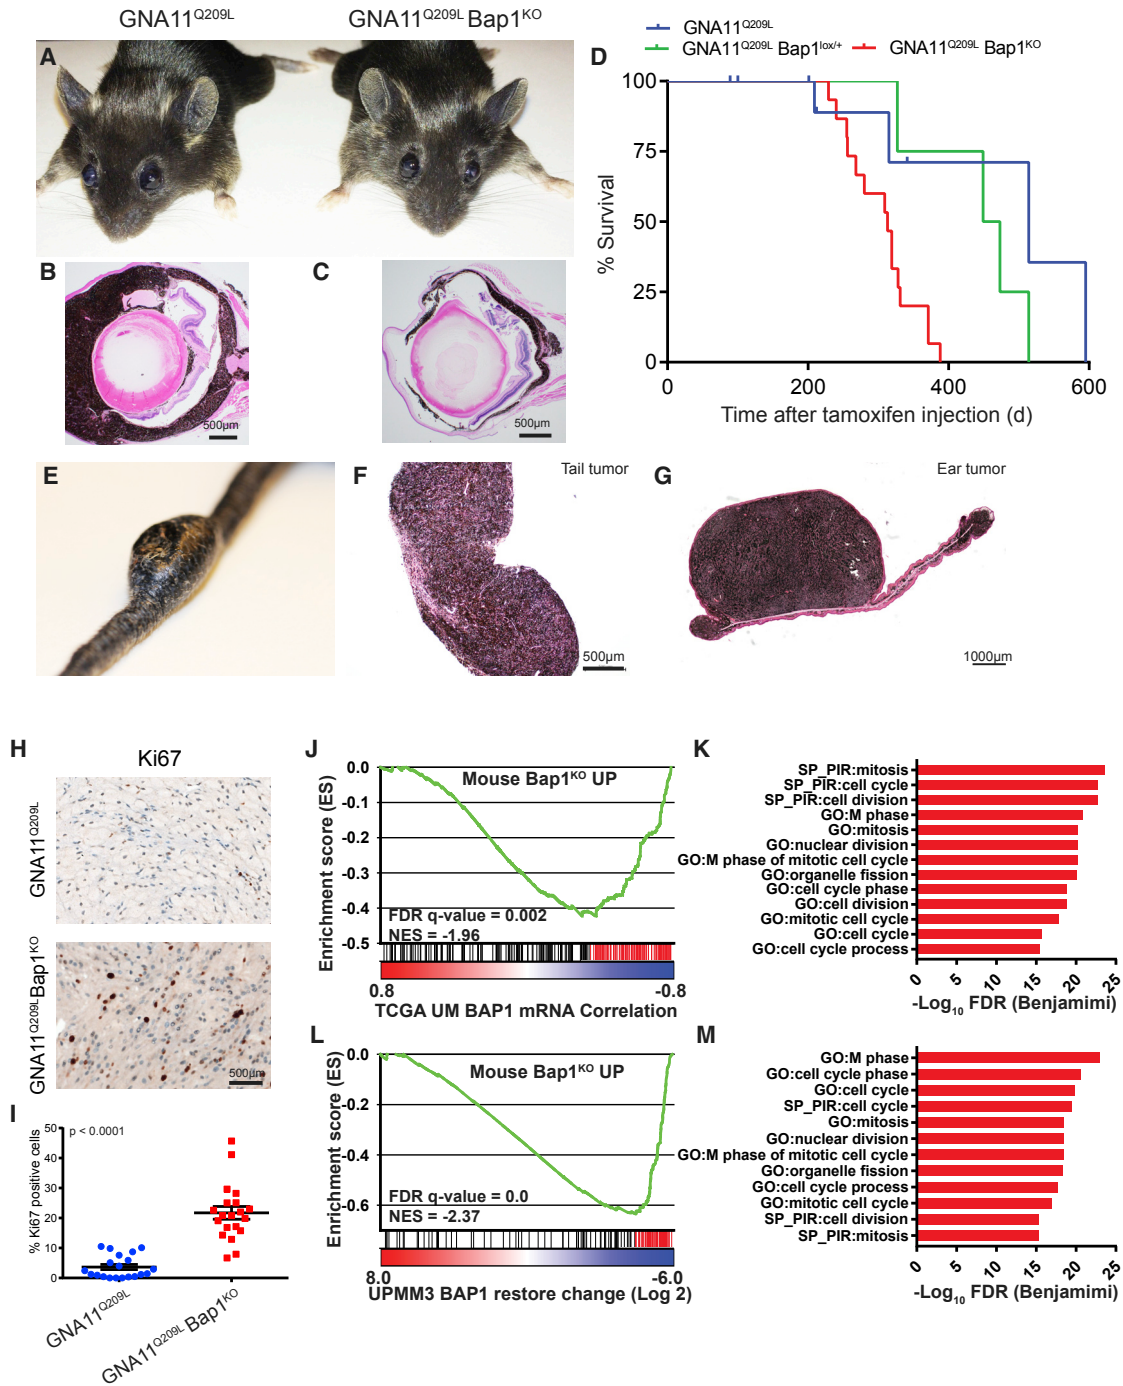 GNA11Q209L
GNA11Q209L Bap1KO
A
B
500µm
C
500µm
D
GNA11Q209L
GNA11Q209L Bap1lox/+
GNA11Q209L Bap1KO
% Survival
100
75
50
25
0
0 200 400 600
Time after tamoxifen injection (d)
E
F
Tail tumor
500µm
G
Ear tumor
1000µm
H
Ki67
GNA11Q209L
GNA11Q209LBap1KO
500µm
I
p < 0.0001
% Ki67 positive cells
50
40
30
20
10
0
GNA11Q209L
GNA11Q209L Bap1KO
J
Mouse Bap1KO UP
Enrichment score (ES)
0.0
-0.1
-0.2
-0.3
-0.4
-0.5
FDR q-value = 0.002
NES = -1.96
0.8 -0.8
TCGA UM BAP1 mRNA Correlation
K
SP_PIR:mitosis
SP_PIR:cell cycle
SP_PIR:cell division
GO:M phase
GO:mitosis
GO:nuclear division
GO:M phase of mitotic cell cycle
GO:organelle fission
GO:cell cycle phase
GO:cell division
GO:mitotic cell cycle
GO:cell cycle
GO:cell cycle process
0 5 10 15 20 25
-Log10 FDR (Benjamimi)
L
Mouse Bap1KO UP
Enrichment score (ES)
0.0
-0.2
-0.4
-0.6
FDR q-value = 0.0
NES = -2.37
8.0 -6.0
UPMM3 BAP1 restore change (Log 2)
M
GO:M phase
GO:cell cycle phase
GO:cell cycle
SP_PIR:cell cycle
GO:mitosis
GO:nuclear division
GO:M phase of mitotic cell cycle
GO:organelle fission
GO:cell cycle process
GO:mitotic cell cycle
SP_PIR:cell division
SP_PIR:mitosis
0 5 10 15 20 25
-Log10 FDR (Benjamimi)